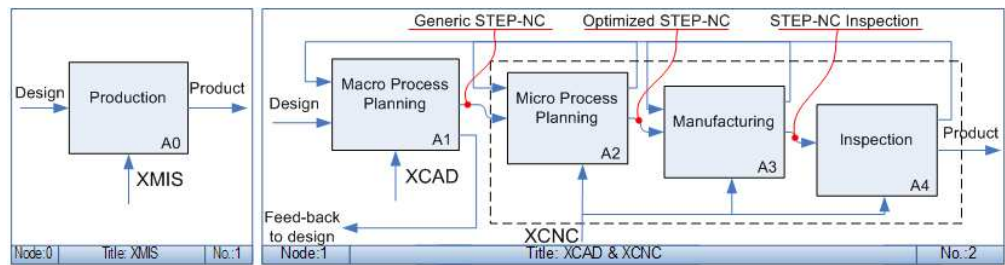 Design
Production
A0
Product
XMIS
Node:0
Title: XMIS
No.:1
Generic STEP-NC
Optimized STEP-NC
STEP-NC Inspection
Design
Macro Process
Planning
A1
Micro Process
Planning
A2
Manufacturing
A3
Inspection
A4
Product
XCAD
Feed-back
to design
XCNC
Node:1
Title: XCAD & XCNC
No.:2